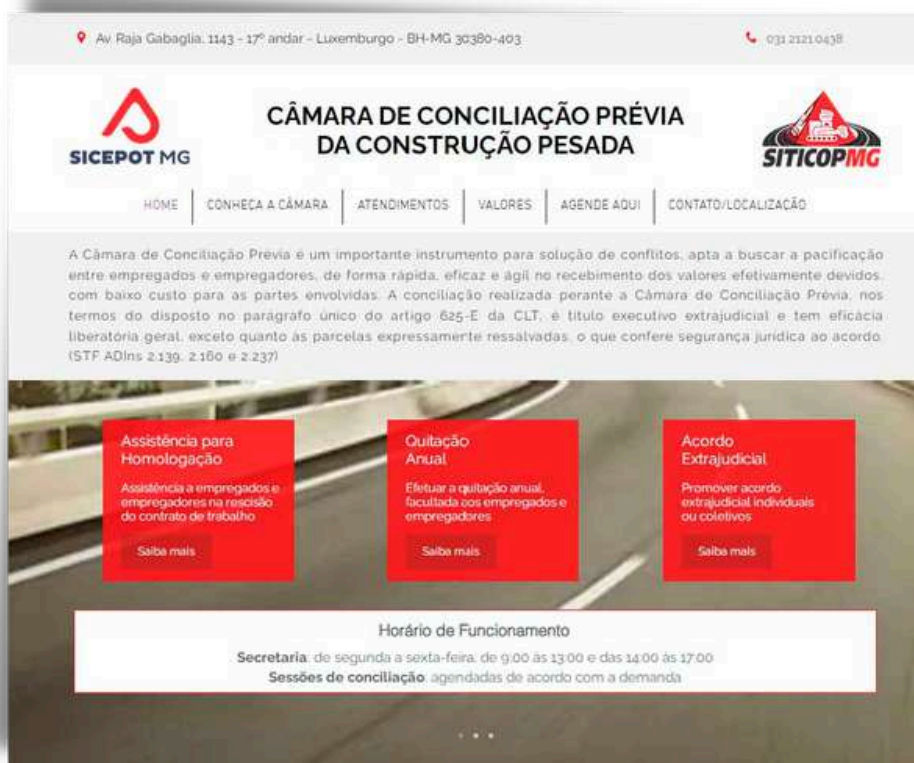 Av. Raja Gabaglia, 1143 - 17º andar - Luxemburgo - BH-MG 30380-403
031 2121.0438
SICEPOT MG
CÂMARA DE CONCILIAÇÃO PRÉVIA
DA CONSTRUÇÃO PESADA
SITICOPMG
HOME
CONHEÇA A CÂMARA
ATENDIMENTOS
VALORES
AGENDE AQUI
CONTATO/LOCALIZAÇÃO
A Câmara de Conciliação Prévia é um importante instrumento para solução de conflitos, apta a buscar a pacificação
entre empregados e empregadores, de forma rápida, eficaz e ágil no recebimento dos valores efetivamente devidos,
com baixo custo para as partes envolvidas. A conciliação realizada perante a Câmara de Conciliação Prévia, nos
termos do disposto no parágrafo único do artigo 625-E da CLT, é título executivo extrajudicial e tem eficácia
liberatória geral, exceto quanto às parcelas expressamente ressalvadas, o que confere segurança jurídica ao acordo.
(STF ADIns 2.139, 2.160 e 2.237)
Assistência para
Homologação
Assistência a empregados e
empregadores na rescisão
do contrato de trabalho
Saiba mais
Quitação
Anual
Efetuar a quitação anual,
facultada aos empregados e
empregadores
Saiba mais
Acordo
Extrajudicial
Promover acordo
extrajudicial individuais
ou coletivos
Saiba mais
Horário de Funcionamento
Secretaria: de segunda a sexta-feira, de 9:00 às 13:00 e das 14:00 às 17:00
Sessões de conciliação: agendadas de acordo com a demanda